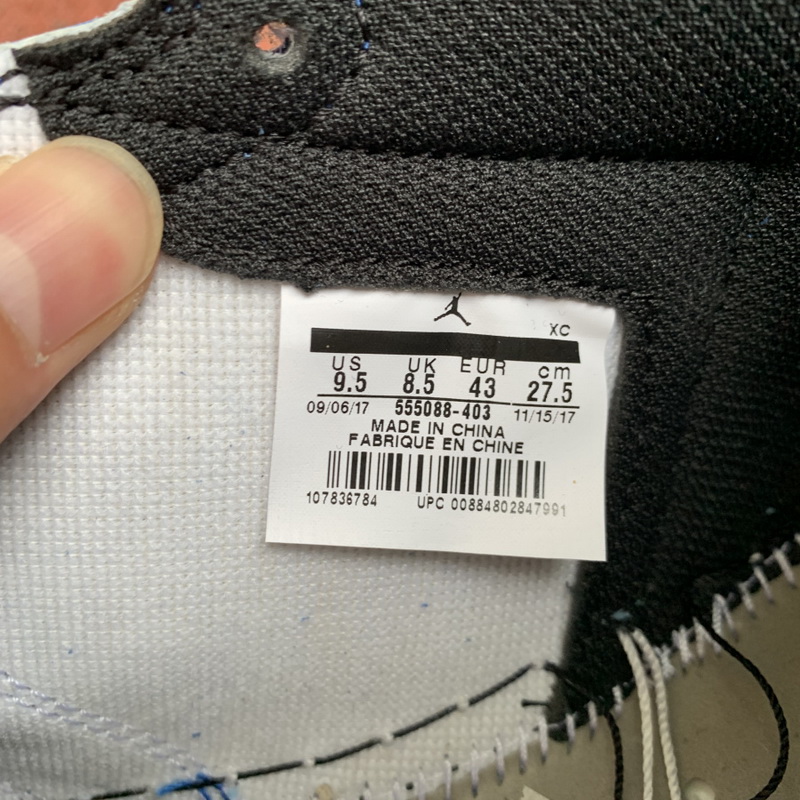 XC
US UK EUR cm
9.5 8.5 43 27.5
09/06/17 555088-403 11/15/17
MADE IN CHINA
FABRIQUE EN CHINE
107836784 UPC 00884802847991